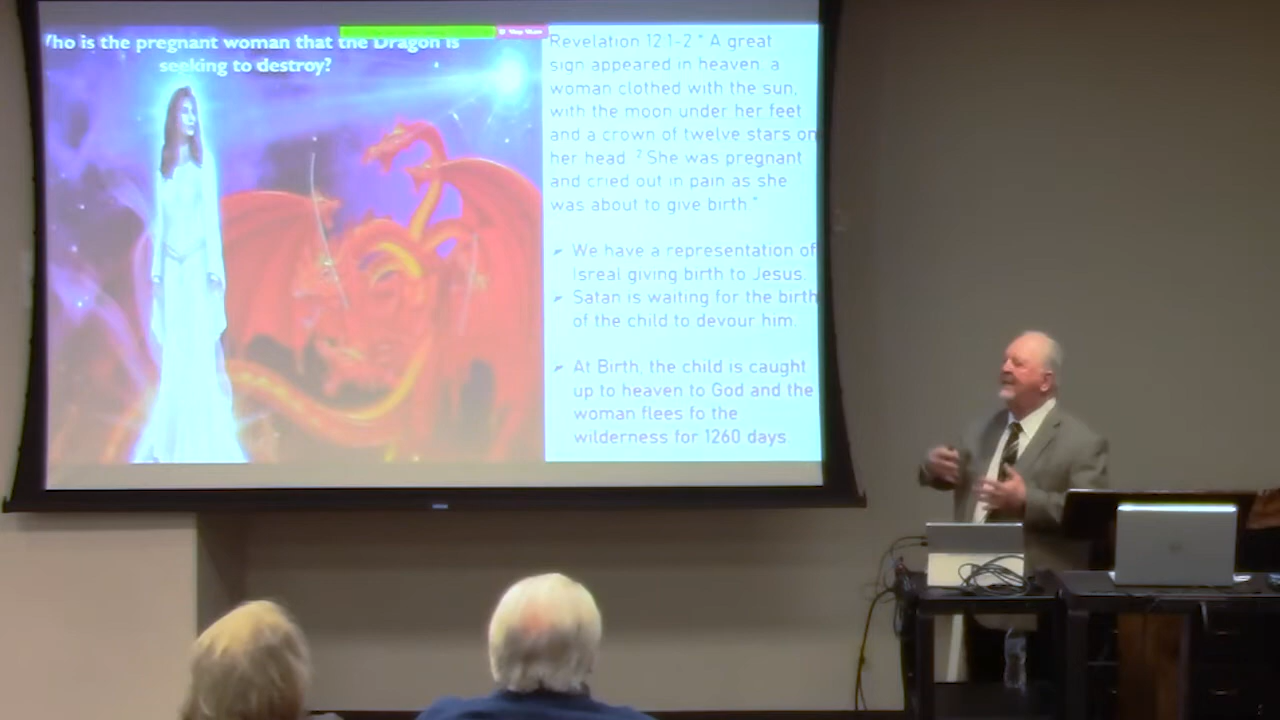 Who is the pregnant woman that the Dragon is
seeking to destroy?
Stop Share
Revelation 12:1-2 " A great
sign appeared in heaven: a
woman clothed with the sun,
with the moon under her feet
and a crown of twelve stars on
her head. 2 She was pregnant
and cried out in pain as she
was about to give birth."
We have a representation of
Isreal giving birth to Jesus.
Satan is waiting for the birth
of the child to devour him.
At Birth, the child is caught
up to heaven to God and the
woman flees fo the
wilderness for 1260 days